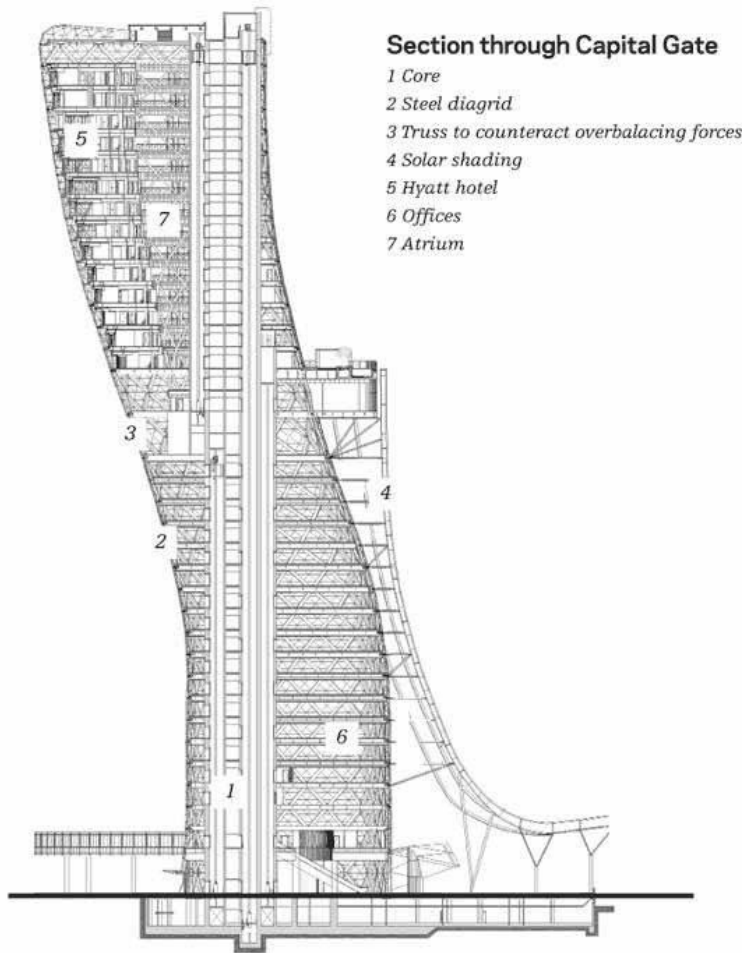 Section through Capital Gate
1 Core
2 Steel diagrid
3 Truss to counteract overbalacing forces
4 Solar shading
5 Hyatt hotel
6 Offices
7 Atrium
5
7
3
4
2
6
1